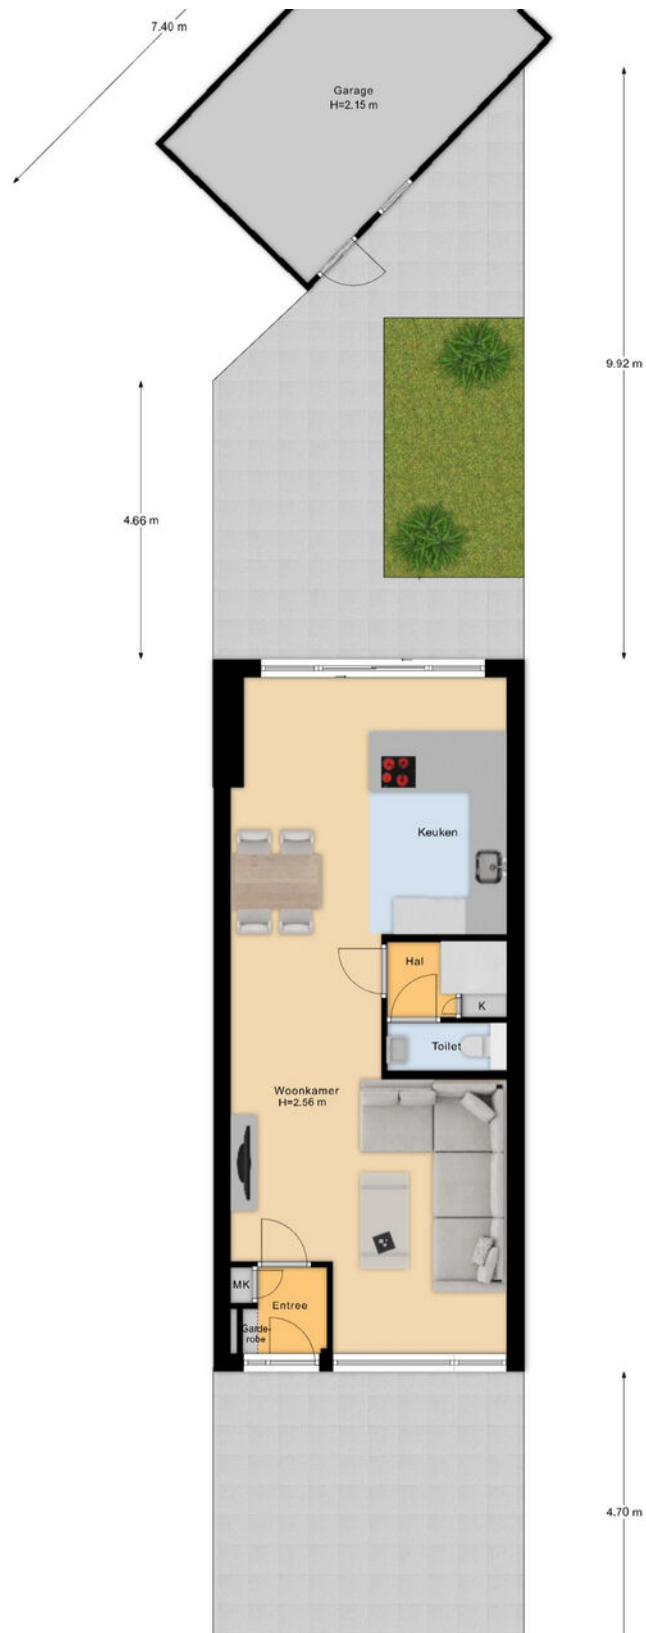 7.40 m
Garage
H=2.15 m
9.92 m
4.66 m
Keuken
Hal
K
Toilet
Woonkamer
H=2.56 m
MK
Entree
Garde-
robe
4.70 m